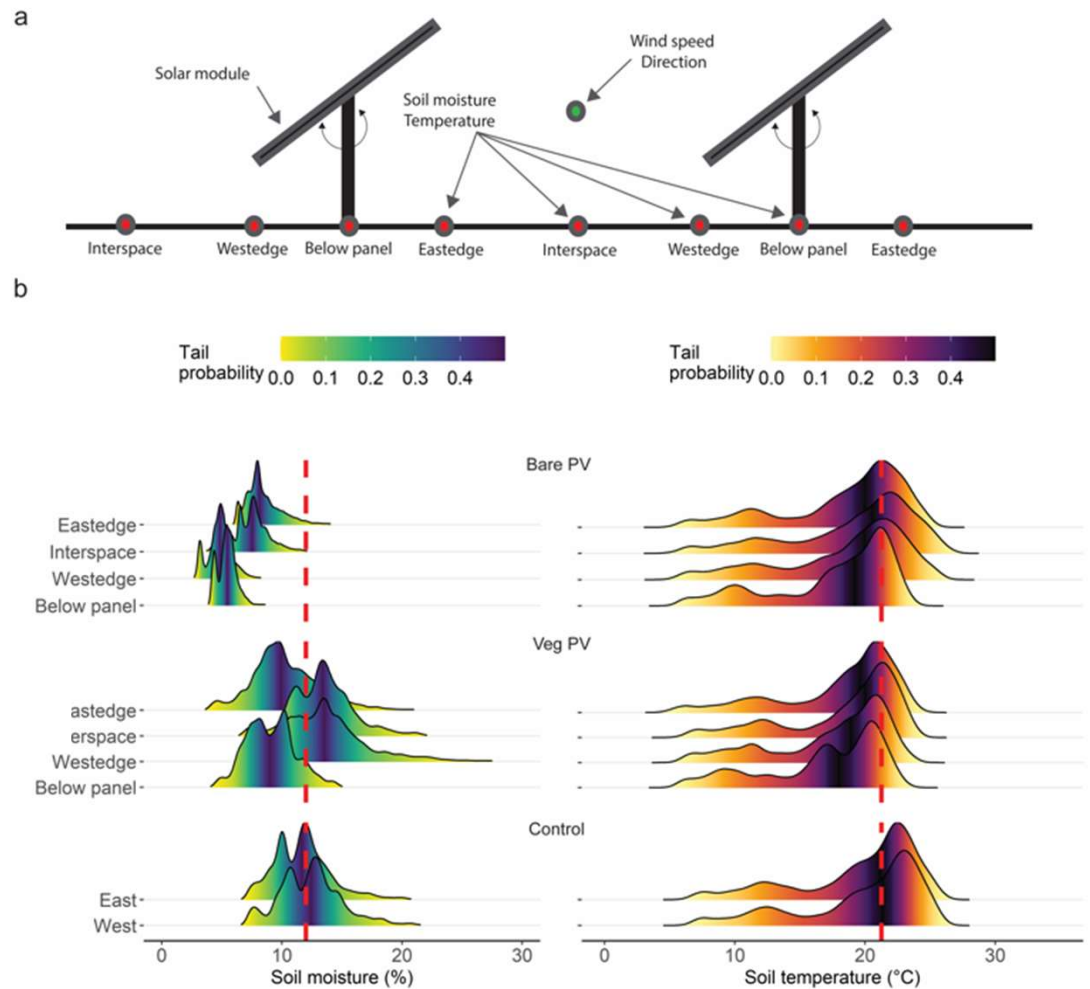 a
Solar module
Wind speed
Direction
Soil moisture
Temperature
Interspace Westedge Below panel Eastedge Interspace Westedge Below panel Eastedge
b
Tail
probability 0.0 0.1 0.2 0.3 0.4
Tail
probability 0.0 0.1 0.2 0.3 0.4
Bare PV
Eastedge
Interspace
Westedge
Below panel
Veg PV
astedge
erspace
Westedge
Below panel
Control
East
West
0 10 20 30
Soil moisture (%)
0 10 20 30
Soil temperature (°C)